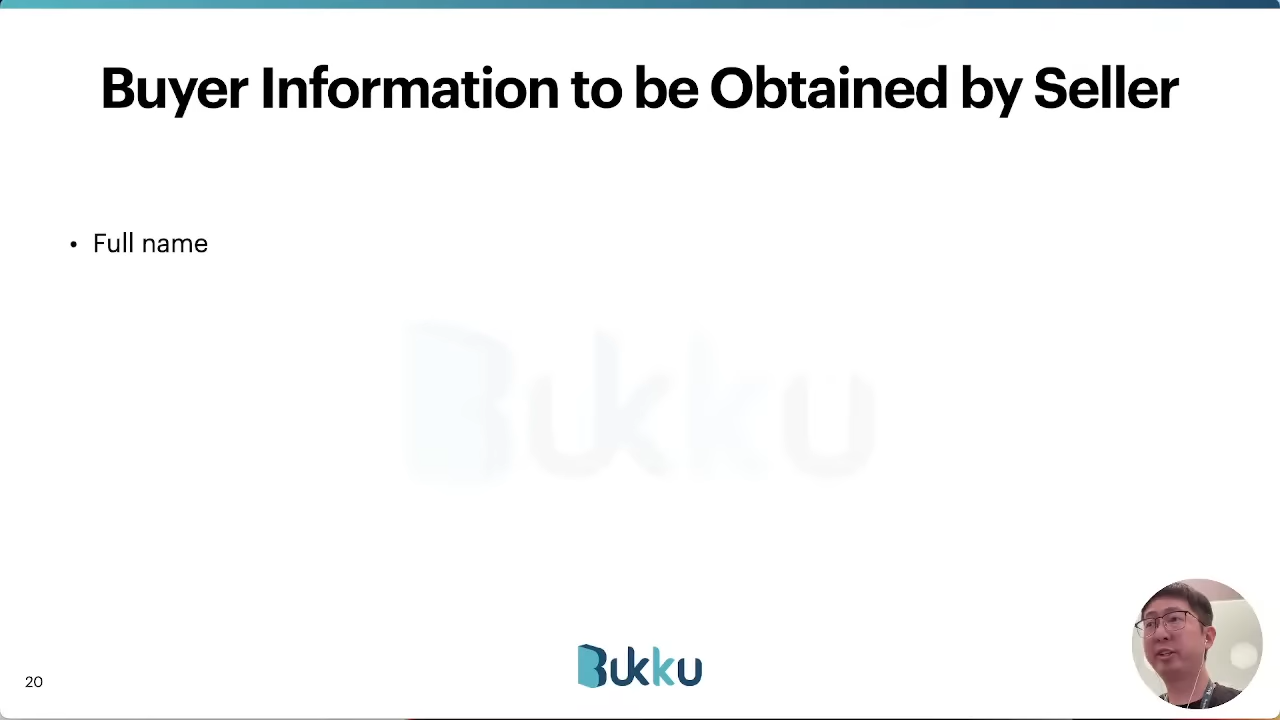 Buyer Information to be Obtained by Seller
• Full name
Bukku
20
Bukku